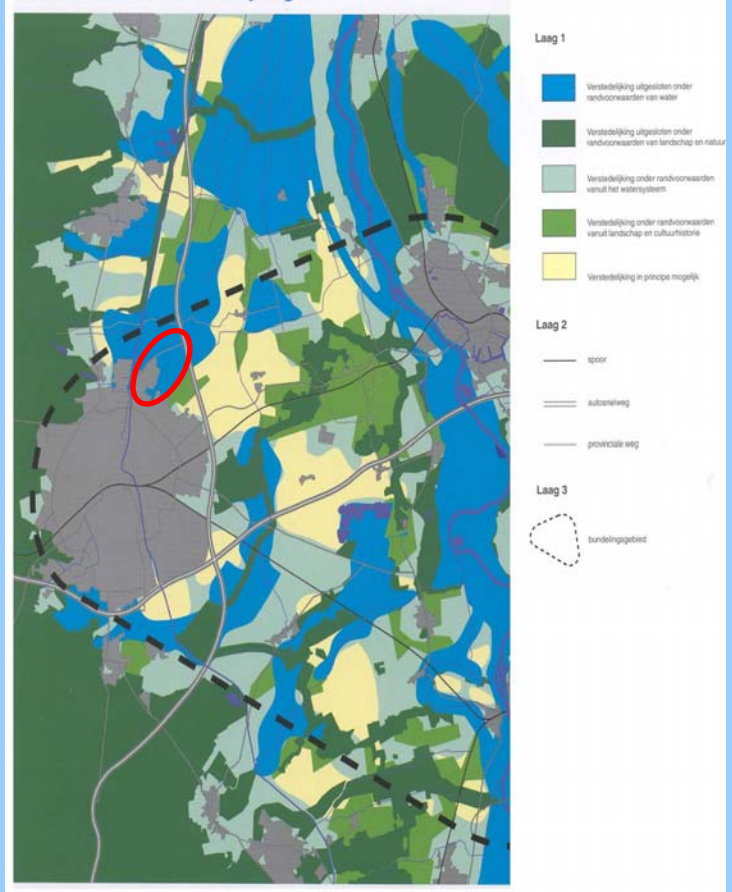 Laag 1
Verstedelijking uitgesloten onder
randvoorwaarden van water
Verstedelijking uitgesloten onder
randvoorwaarden van landschap en natuur
Verstedelijking onder randvoorwaarden
vanuit het watersysteem
Verstedelijking onder randvoorwaarden
vanuit landschap en cultuurhistorie
Verstedelijking in principe mogelijk
Laag 2
spoor
autosnelweg
provinciale weg
Laag 3
bundelingsgebied